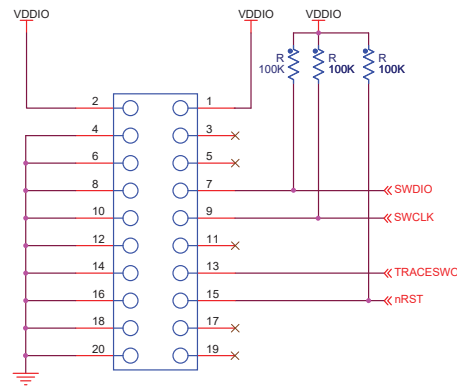 VDDIO VDDIO VDDIO
R
100K
R
100K
R
100K
2 1
4 3
6 5
8 7 SWDIO
10 9 SWCLK
12 11
14 13 TRACESWO
16 15 nRST
18 17
20 19